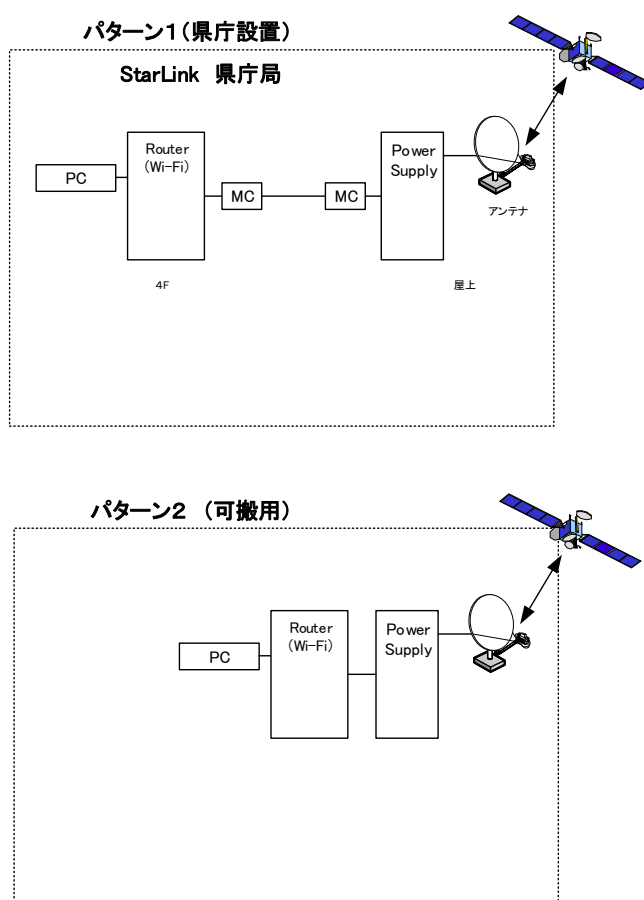 パターン1(県庁設置)
StarLink 県庁局
Router
(Wi-Fi)
Power
Supply
PC
MC
MC
アンテナ
4F
屋上
パターン2 (可搬用)
Router
(Wi-Fi)
Power
Supply
PC